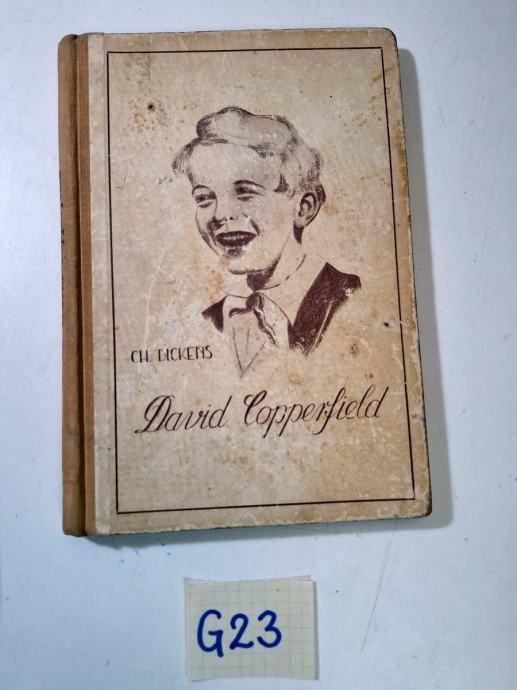 CH. DICKENS
David Copperfield
G23